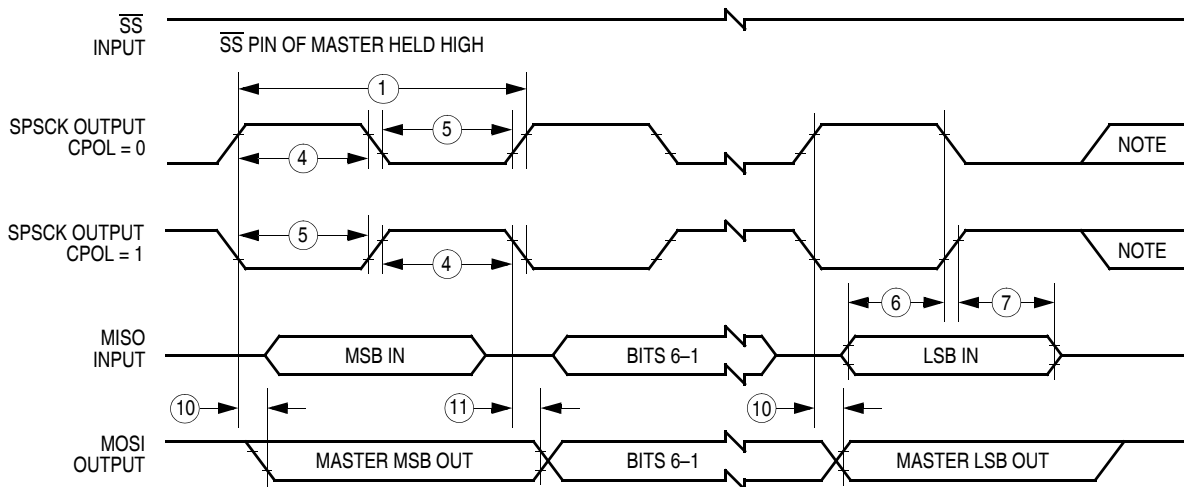 SS
INPUT
SS PIN OF MASTER HELD HIGH
1
SPSCK OUTPUT
CPOL = 0
5
4
NOTE
SPSCK OUTPUT
CPOL = 1
5
4
NOTE
6
7
MISO
INPUT
MSB IN
BITS 6–1
LSB IN
10
11
10
MOSI
OUTPUT
MASTER MSB OUT
BITS 6–1
MASTER LSB OUT